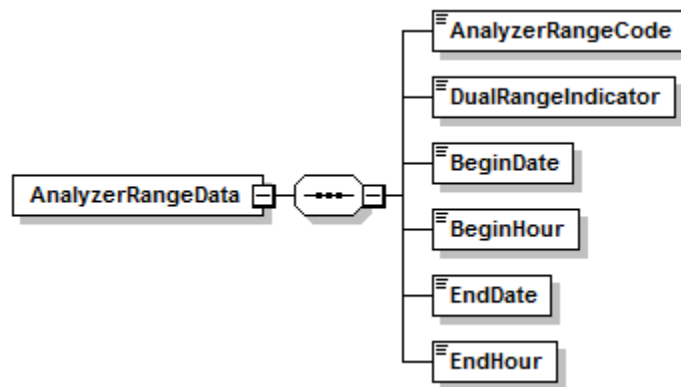 AnalyzerRangeCode
DualRangeIndicator
BeginDate
AnalyzerRangeData
BeginHour
EndDate
EndHour